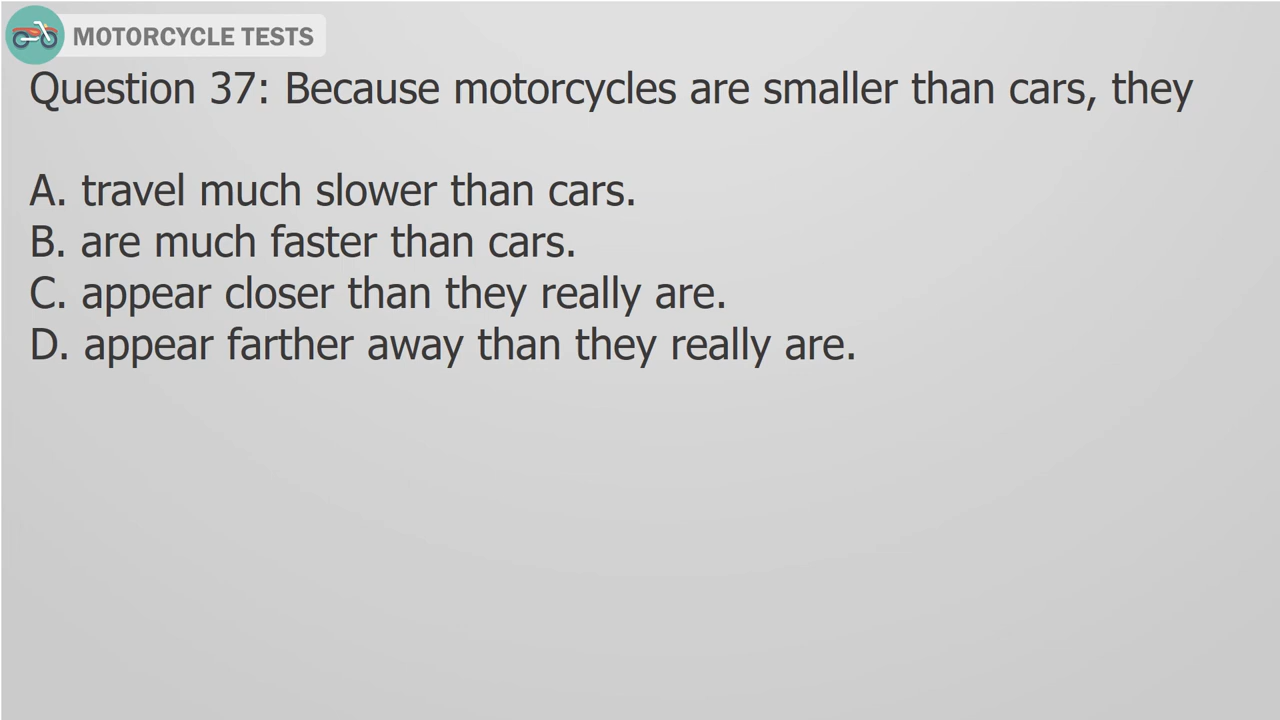 MOTORCYCLE TESTS
Question 37: Because motorcycles are smaller than cars, they
A. travel much slower than cars.
B. are much faster than cars.
C. appear closer than they really are.
D. appear farther away than they really are.